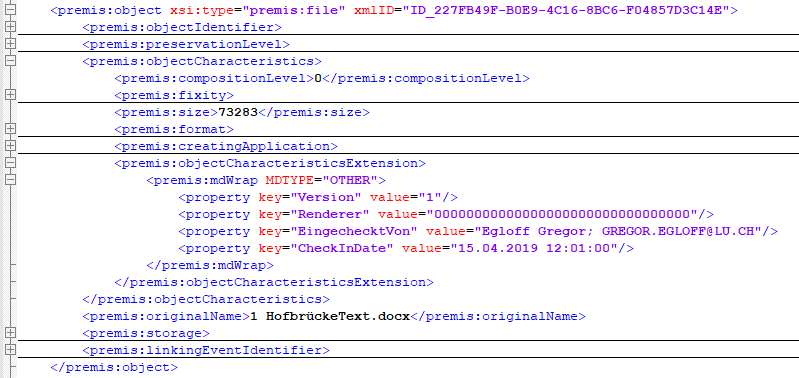 <premis:object xsi:type="premis:file" xmlID="ID_227FB49F-B0E9-4C16-8BC6-F04857D3C14E">
<premis:objectIdentifier>
<premis:preservationLevel>
<premis:objectCharacteristics>
<premis:compositionLevel>0</premis:compositionLevel>
<premis:fixity>
<premis:size>73283</premis:size>
<premis:format>
<premis:creatingApplication>
<premis:objectCharacteristicsExtension>
<premis:mdWrap MDTYPE="OTHER">
<property key="Version" value="1"/>
<property key="Renderer" value="00000000000000000000000000000000"/>
<property key="EingechecktVon" value="Egloff Gregor; GREGOR.EGLOFF@LU.CH"/>
<property key="CheckInDate" value="15.04.2019 12:01:00"/>
</premis:mdWrap>
</premis:objectCharacteristicsExtension>
</premis:objectCharacteristics>
<premis:originalName>1 HofbrückeText.docx</premis:originalName>
<premis:storage>
<premis:linkingEventIdentifier>
</premis:object>